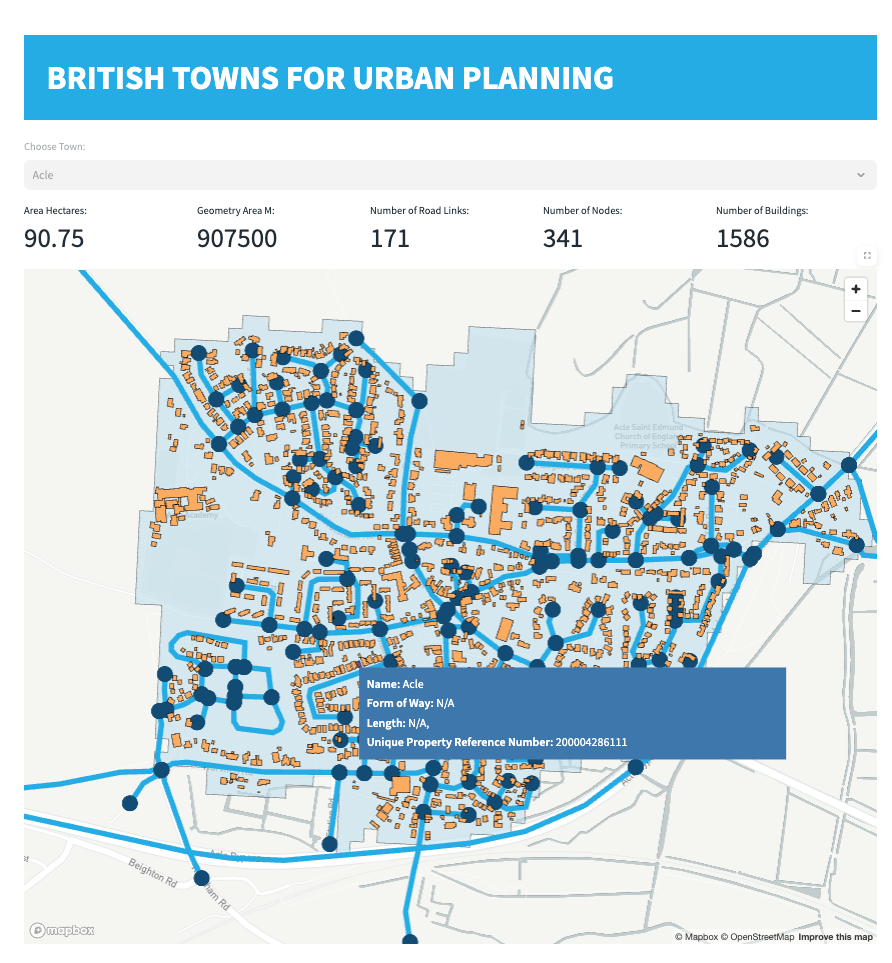 BRITISH TOWNS FOR URBAN PLANNING
Choose Town:
Acle
Area Hectares:
90.75
Geometry Area M:
907500
Number of Road Links:
171
Number of Nodes:
341
Number of Buildings:
1586
+
−
Acle Saint Edmund
Church of England
Primary School
Name: Acle
Form of Way: N/A
Length: N/A,
Unique Property Reference Number: 200004286111
Beighton Rd
mapbox
© Mapbox © OpenStreetMap Improve this map